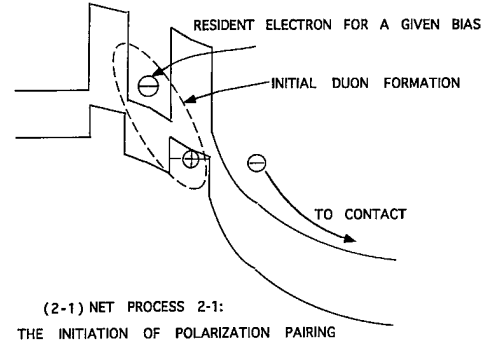 RESIDENT ELECTRON FOR A GIVEN BIAS
INITIAL DUON FORMATION
TO CONTACT
(2-1) NET PROCESS 2-1:
THE INITIATION OF POLARIZATION PAIRING